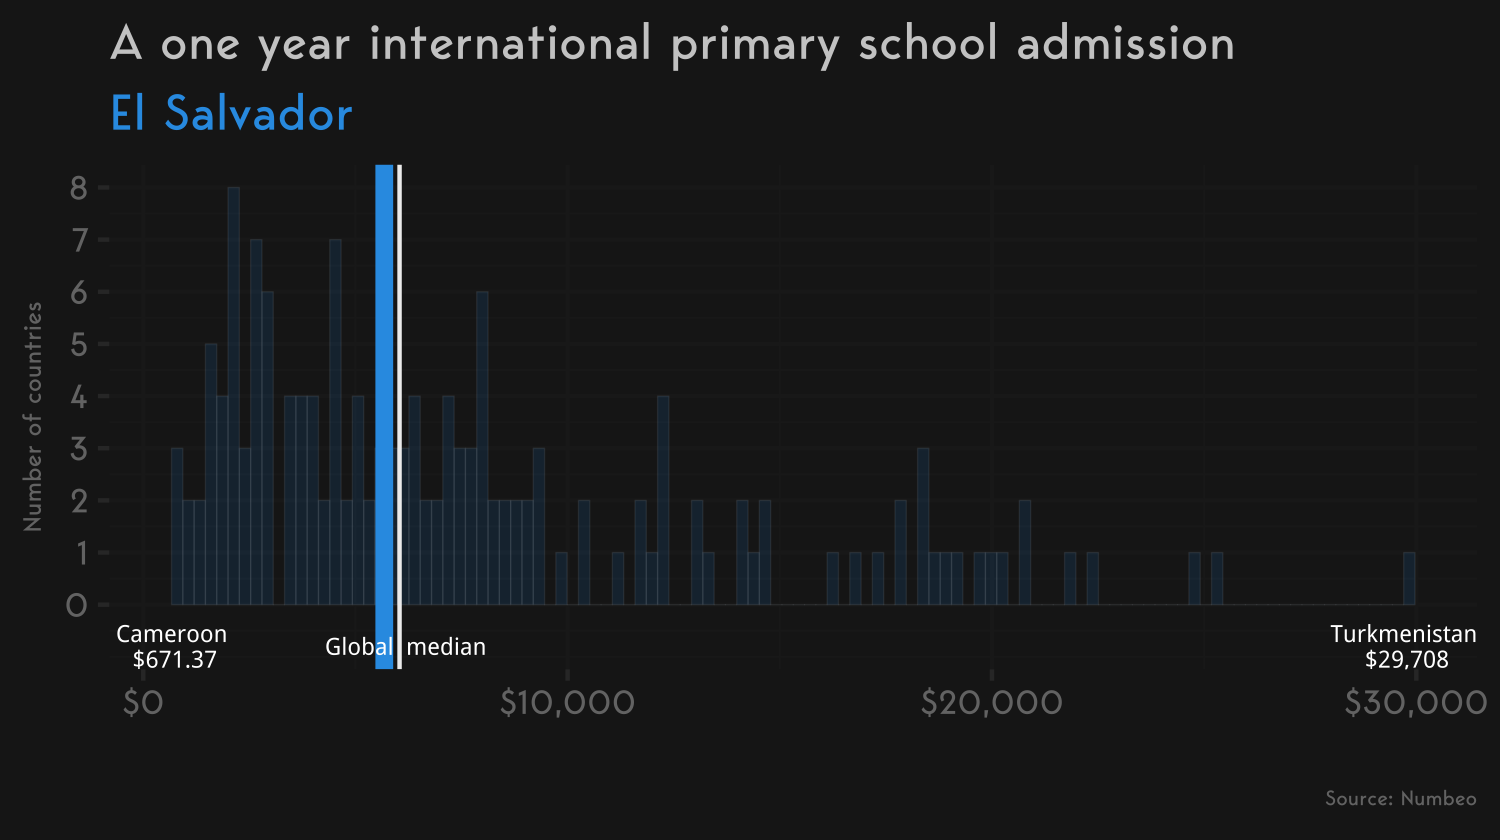 A one year international primary school admission
El Salvador
Number of countries
8
7
6
5
4
3
2
1
0
Cameroon
$671.37
Global median
Turkmenistan
$29,708
$0
$10,000
$20,000
$30,000
Source: Numbeo